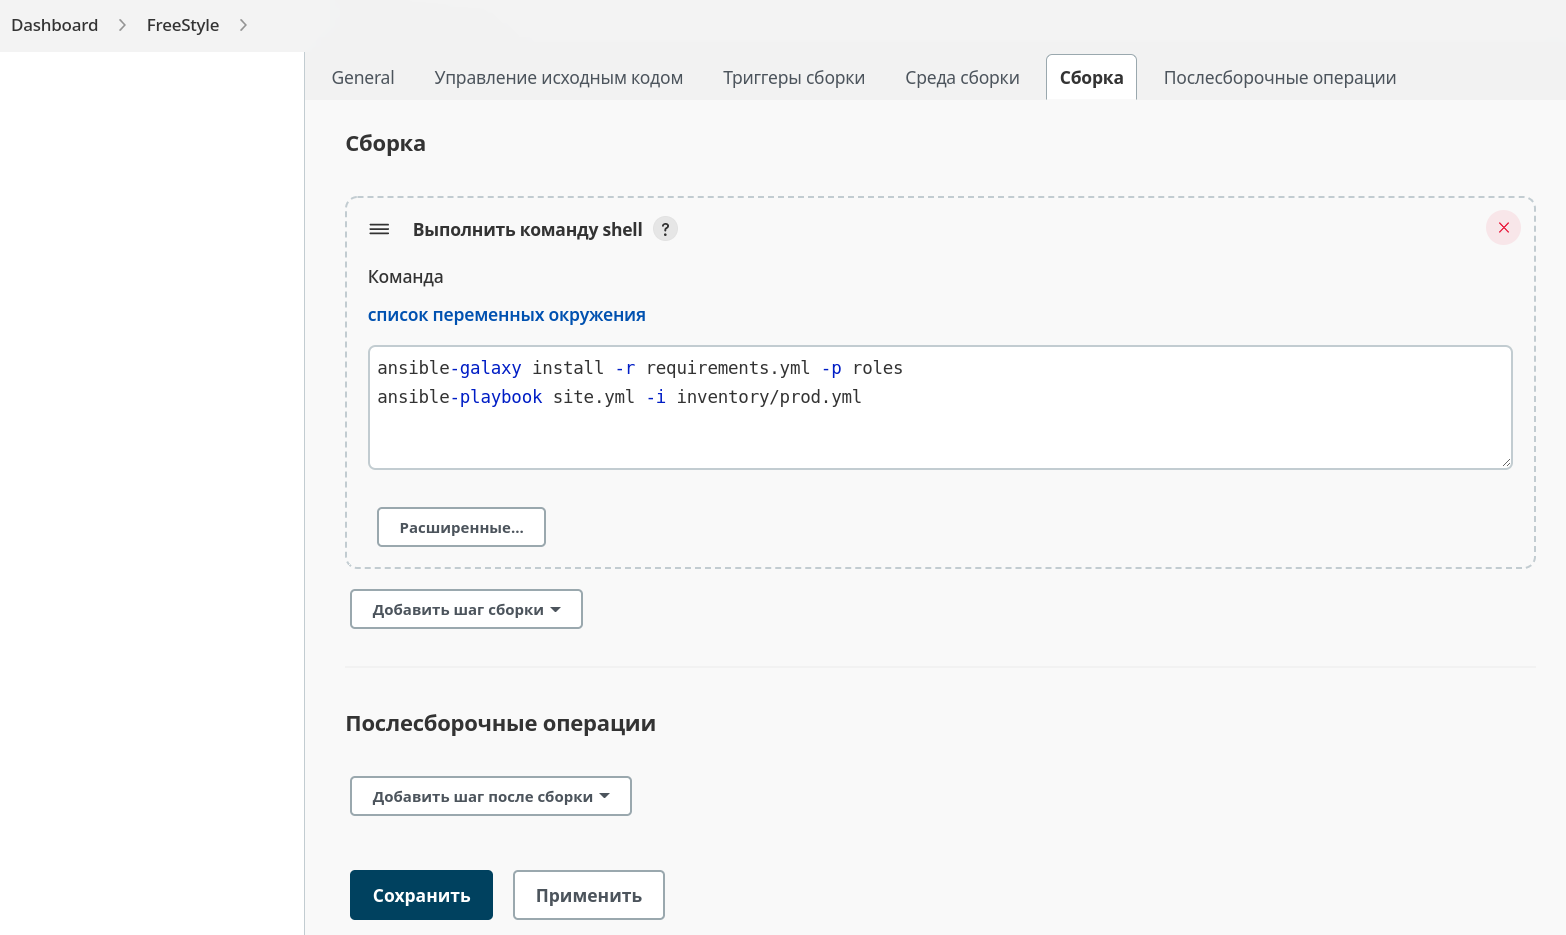 Dashboard > FreeStyle >
General Управление исходным кодом Триггеры сборки Среда сборки Сборка Послесборочные операции
Сборка
Выполнить команду shell ?
Команда
список переменных окружения
ansible-galaxy install -r requirements.yml -p roles
ansible-playbook site.yml -i inventory/prod.yml
Расширенные...
Добавить шаг сборки
Послесборочные операции
Добавить шаг после сборки
Сохранить Применить